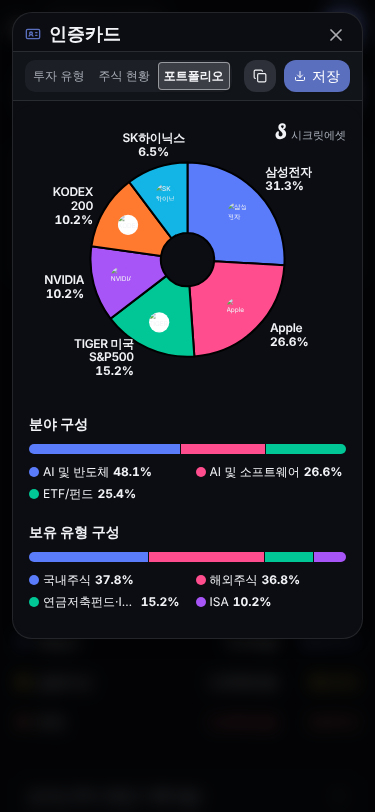 인증카드
투자 유형
주식 현황
포트폴리오
저장
시크릿에셋
SK하이닉스
6.5%
삼성전자
31.3%
KODEX
200
10.2%
NVIDIA
10.2%
Apple
Apple
26.6%
TIGER 미국
S&P500
15.2%
분야 구성
AI 및 반도체 48.1%
AI 및 소프트웨어 26.6%
ETF/펀드 25.4%
보유 유형 구성
국내주식 37.8%
해외주식 36.8%
연금저축펀드·I... 15.2%
ISA 10.2%